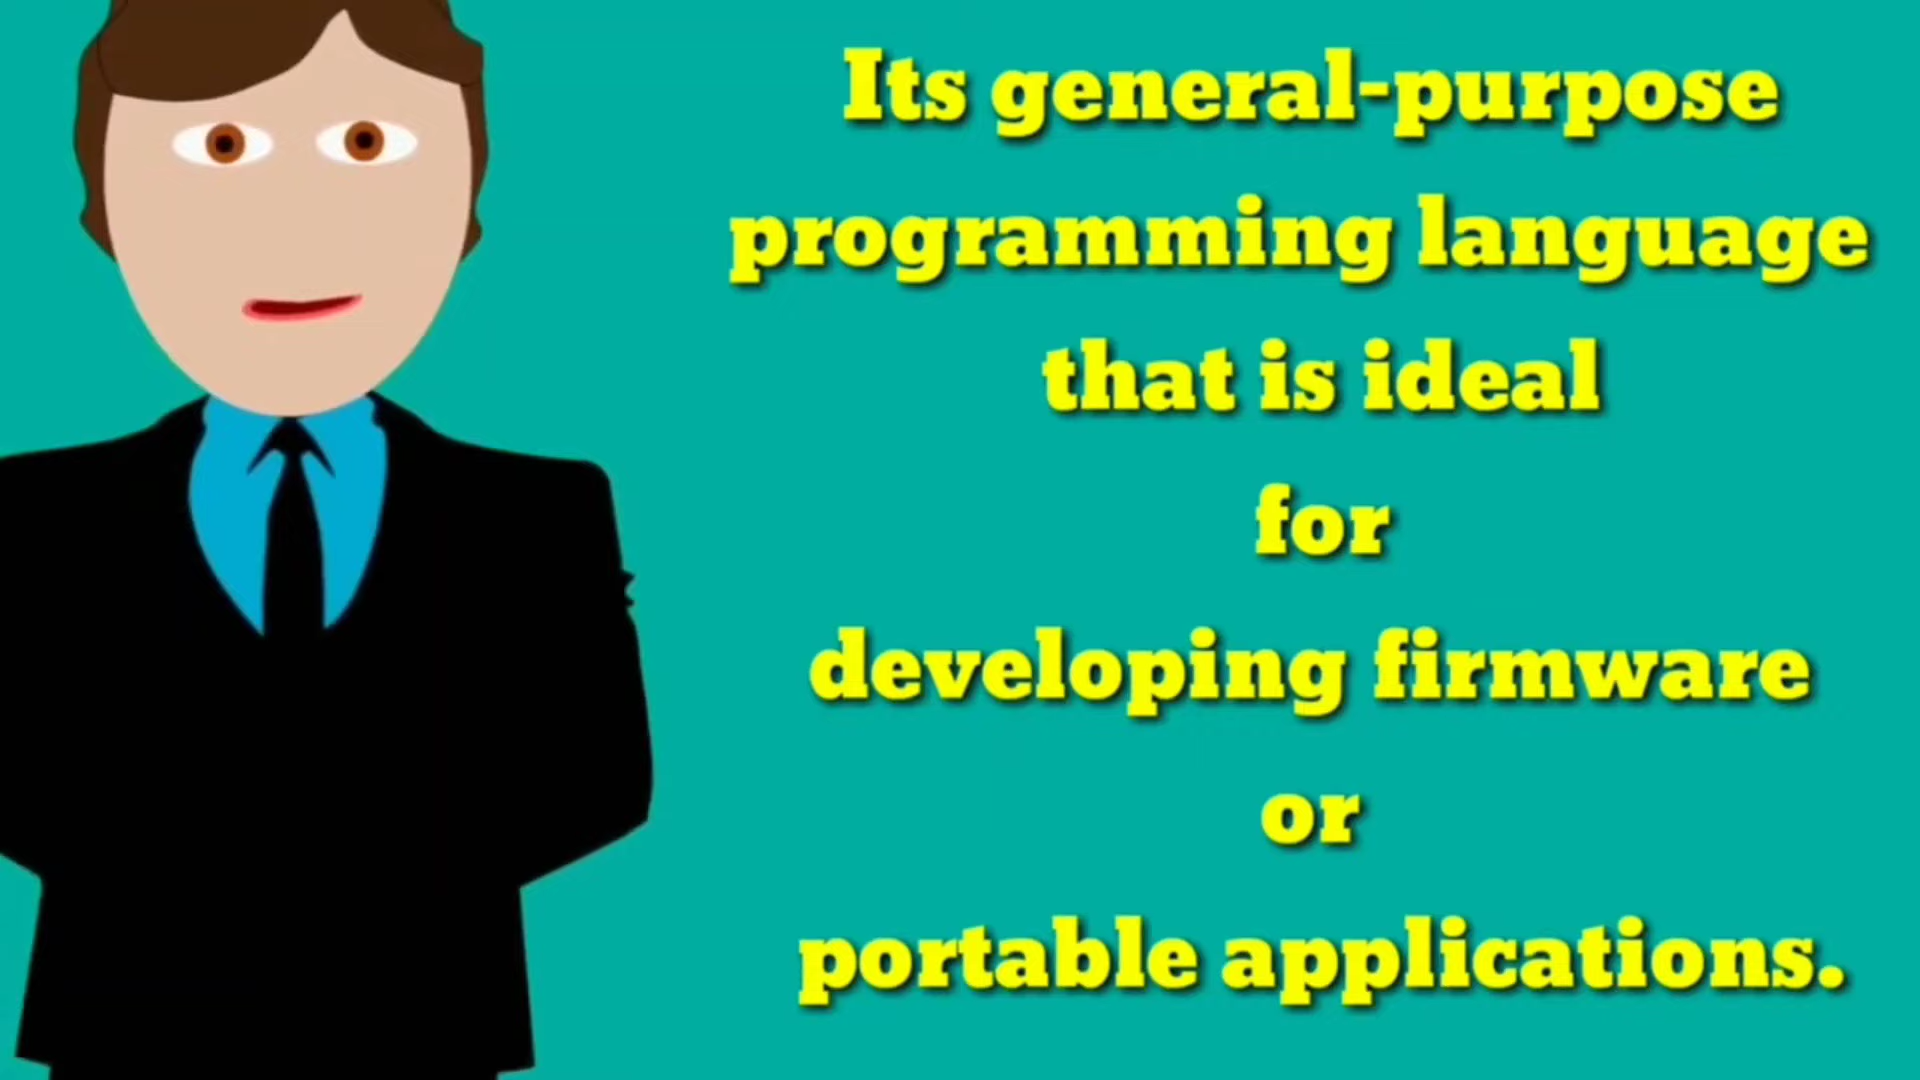 Its general-purpose
programming language
that is ideal
for
developing firmware
or
portable applications.